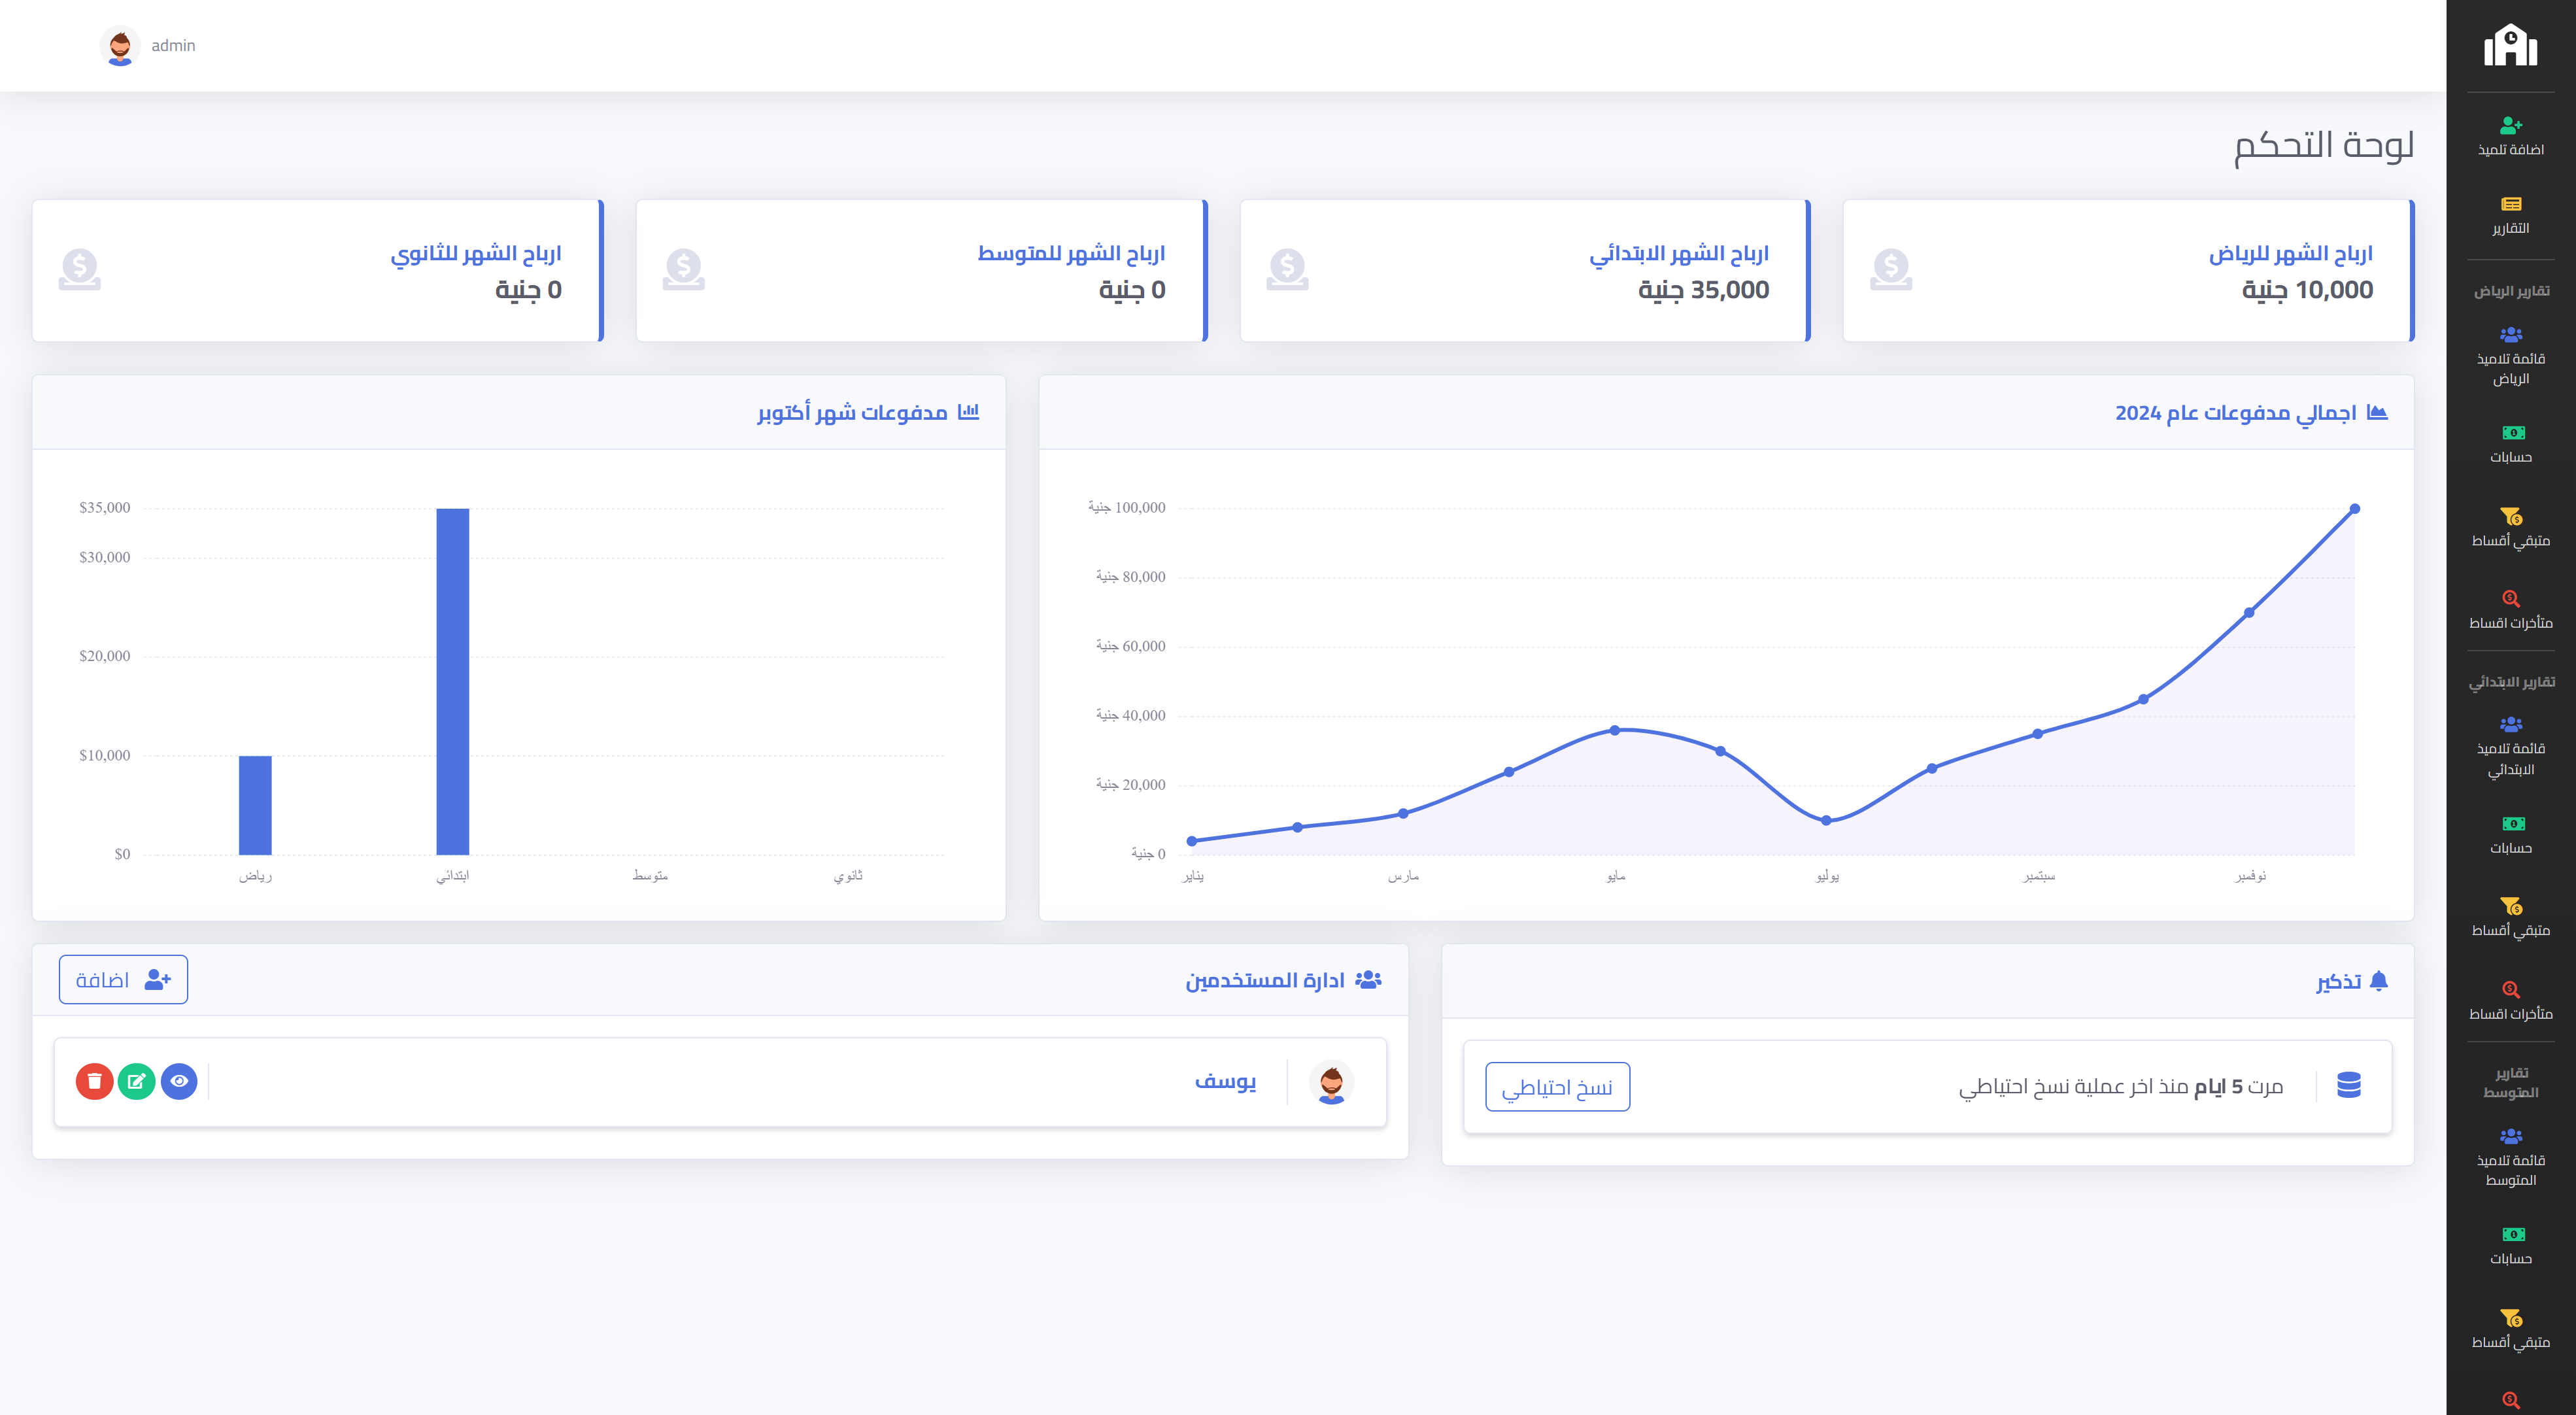 admin
لوحة التحكم
ارباح الشهر للرياض
10,000 جنية
ارباح الشهر الابتدائي
35,000 جنية
ارباح الشهر للمتوسط
0 جنية
ارباح الشهر للثانوي
0 جنية
اجمالي مدفوعات عام 2024
100,000 جنية
80,000 جنية
60,000 جنية
40,000 جنية
20,000 جنية
0 جنية
يناير
مارس
مايو
يوليو
سبتمبر
نوفمبر
مدفوعات شهر أكتوبر
$35,000
$30,000
$20,000
$10,000
$0
رياض
ابتدائي
متوسط
ثانوي
تذكير
مرت 5 ايام منذ اخر عملية نسخ احتياطي
نسخ احتياطي
ادارة المستخدمين
اضافة
يوسف
اضافة تلميذ
التقارير
تقارير الرياض
قائمة تلاميذ
الرياض
حسابات
متبقي أقساط
متأخرات اقساط
تقارير الابتدائي
قائمة تلاميذ
الابتدائي
حسابات
متبقي أقساط
متأخرات اقساط
تقارير
المتوسط
قائمة تلاميذ
المتوسط
حسابات
متبقي أقساط